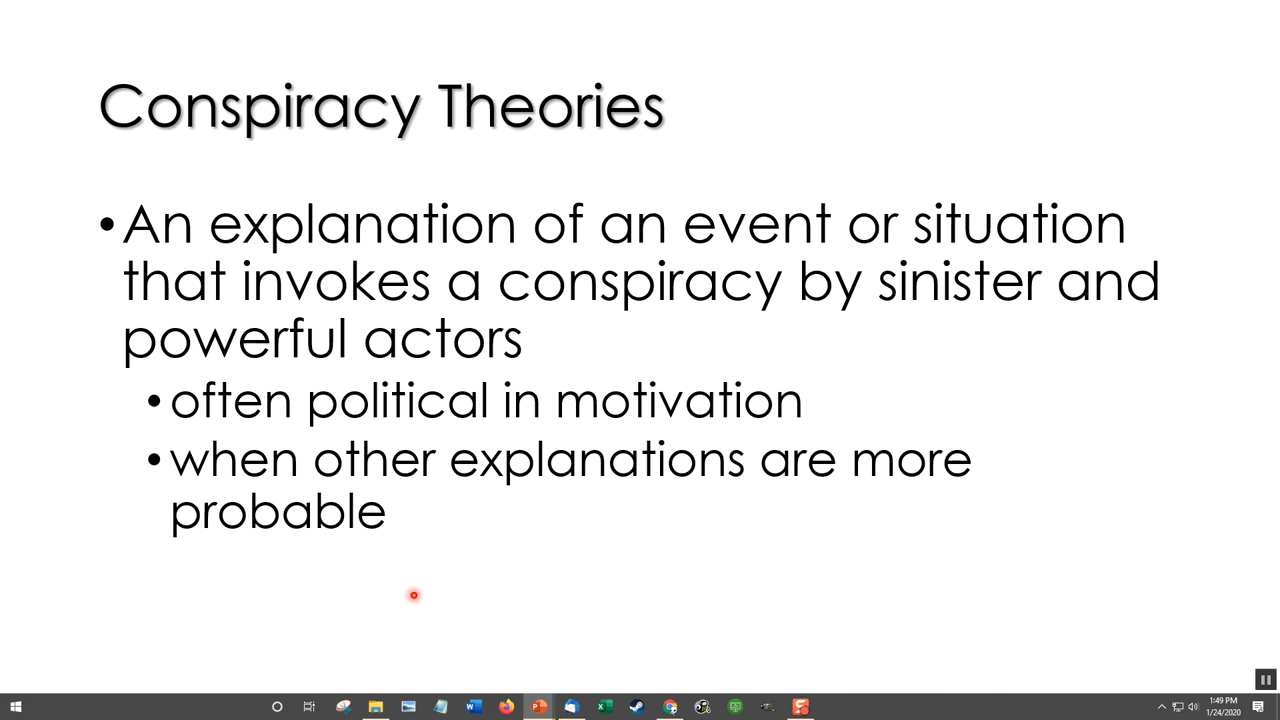 Conspiracy Theories
•An explanation of an event or situation
that invokes a conspiracy by sinister and
powerful actors
•often political in motivation
•when other explanations are more
probable
1:49 PM
1/24/2020